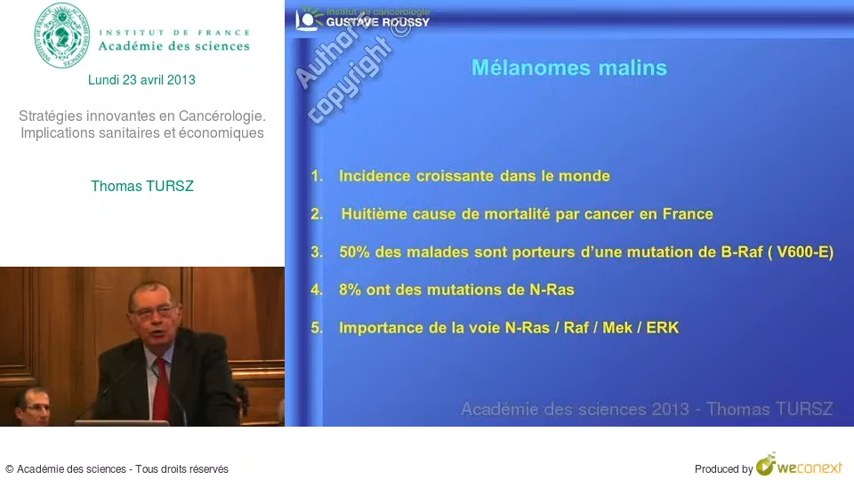 INSTITUT DE FRANCE
Académie des sciences
Lundi 23 avril 2013
Stratégies innovantes en Cancérologie.
Implications sanitaires et économiques
Thomas TURSZ
Institut de cancérologie
GUSTAVE ROUSSY
Author
copyright ©
Mélanomes malins
1. Incidence croissante dans le monde
2. Huitième cause de mortalité par cancer en France
3. 50% des malades sont porteurs d’une mutation de B-Raf ( V600-E)
4. 8% ont des mutations de N-Ras
5. Importance de la voie N-Ras / Raf / Mek / ERK
Académie des sciences 2013 - Thomas TURSZ
© Académie des sciences - Tous droits réservés
Produced by weconext